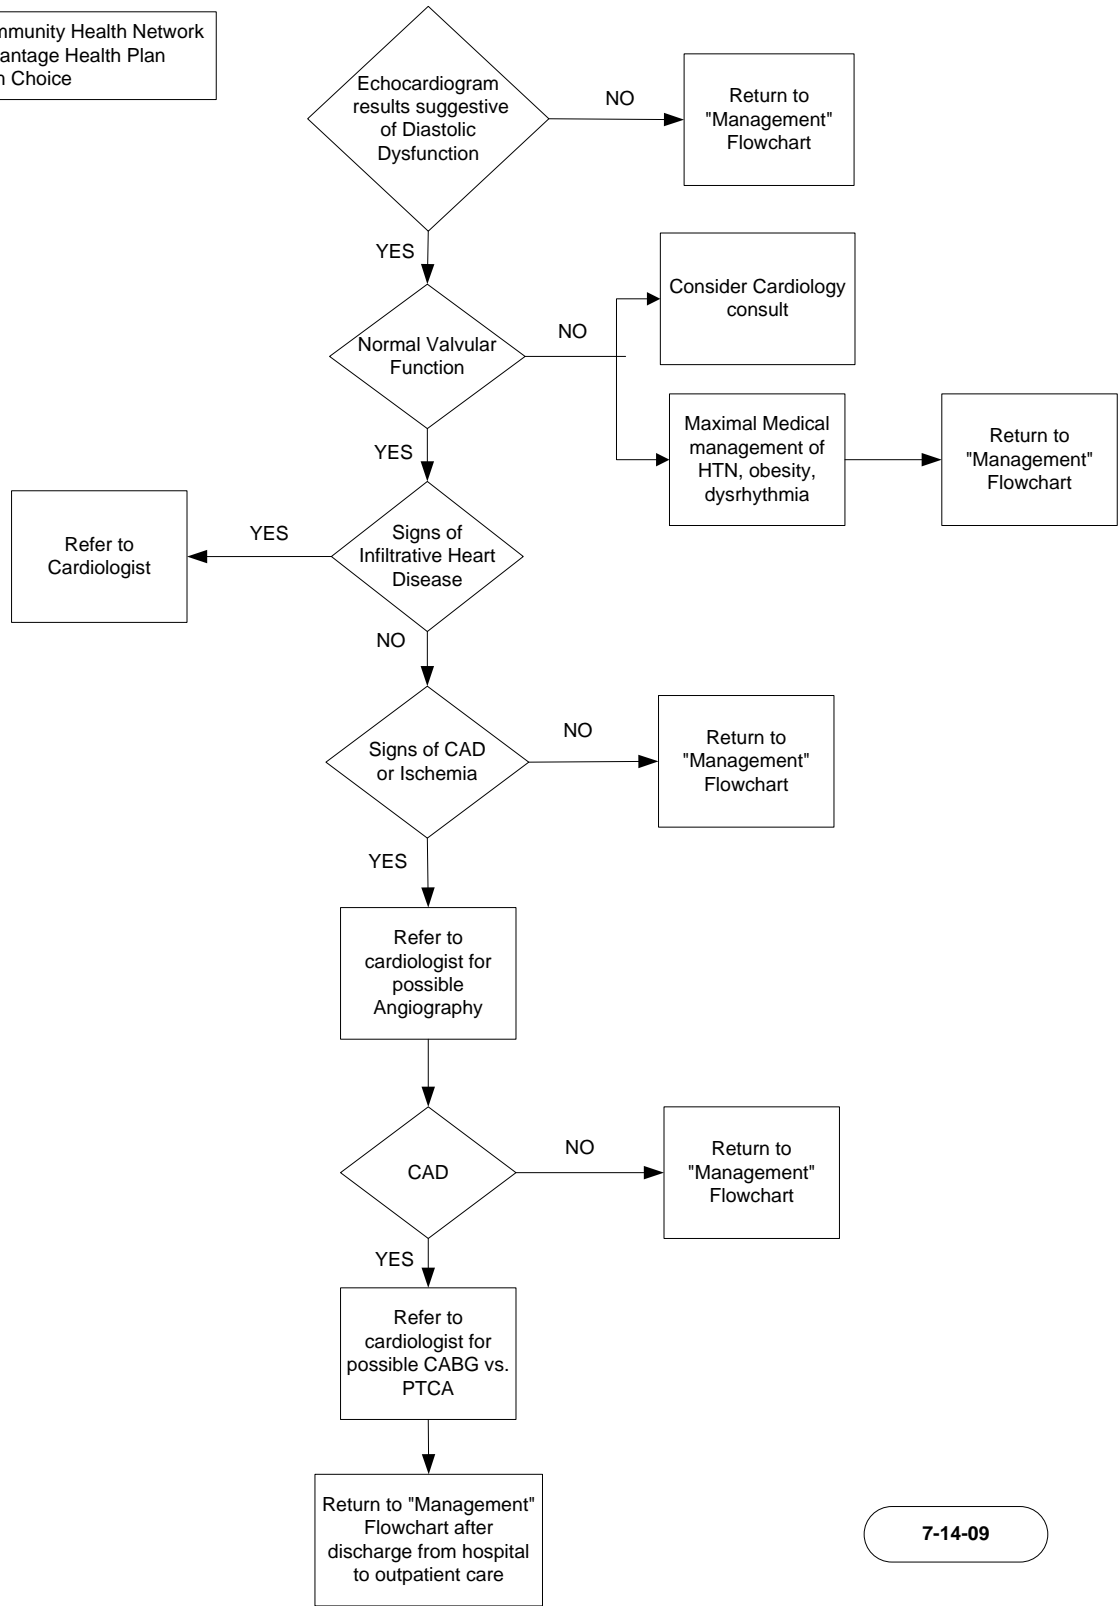 Community Health Network
Health Plan
Choice
Echocardiogram
results suggestive
of Diastolic
Dysfunction
NO
Return to
"Management"
Flowchart
YES
Normal Valvular
Function
NO
Consider Cardiology
consult
Maximal Medical
management of
HTN, obesity,
dysrhythmia
Return to
"Management"
Flowchart
YES
Signs of
Infiltrative Heart
Disease
YES
Refer to
Cardiologist
NO
Signs of CAD
or Ischemia
NO
Return to
"Management"
Flowchart
YES
Refer to
cardiologist for
possible
Angiography
CAD
NO
Return to
"Management"
Flowchart
YES
Refer to
cardiologist for
possible CABG vs.
PTCA
Return to "Management"
Flowchart after
discharge from hospital
to outpatient care
7-14-09